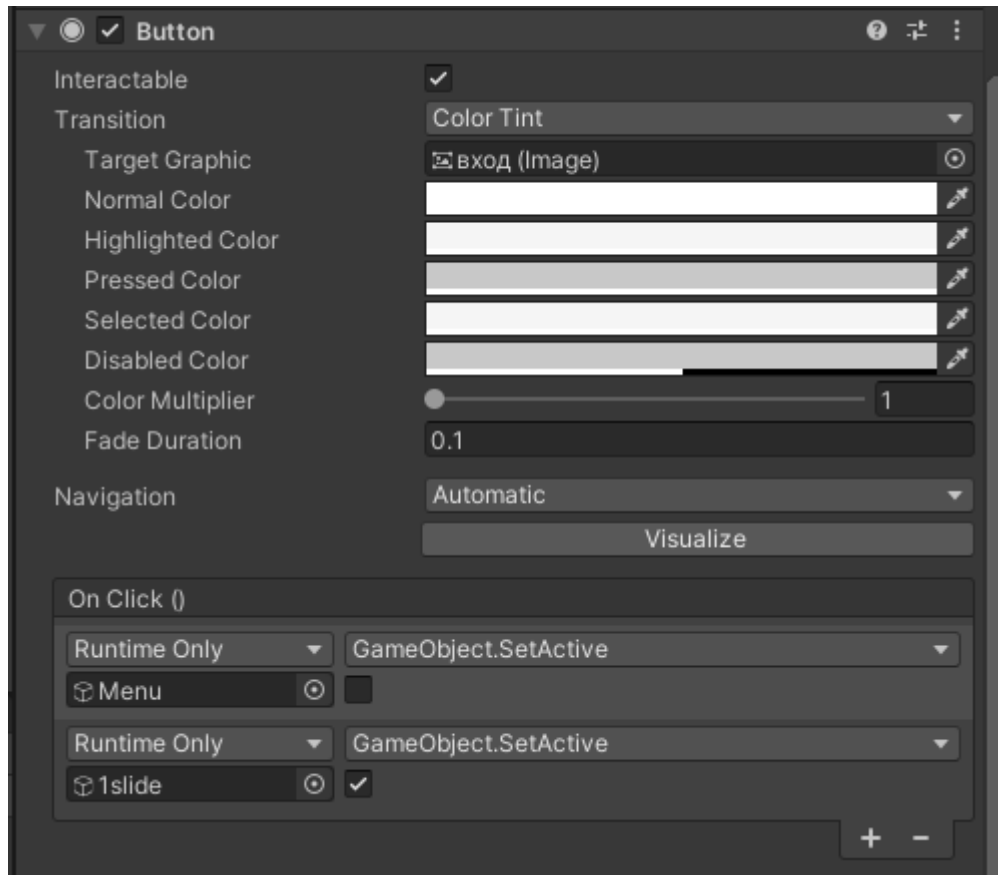 Button
Interactable
Transition Color Tint
Target Graphic вход (Image)
Normal Color
Highlighted Color
Pressed Color
Selected Color
Disabled Color
Color Multiplier 1
Fade Duration 0.1
Navigation Automatic
Visualize
On Click ()
Runtime Only GameObject.SetActive
Menu
Runtime Only GameObject.SetActive
1slide